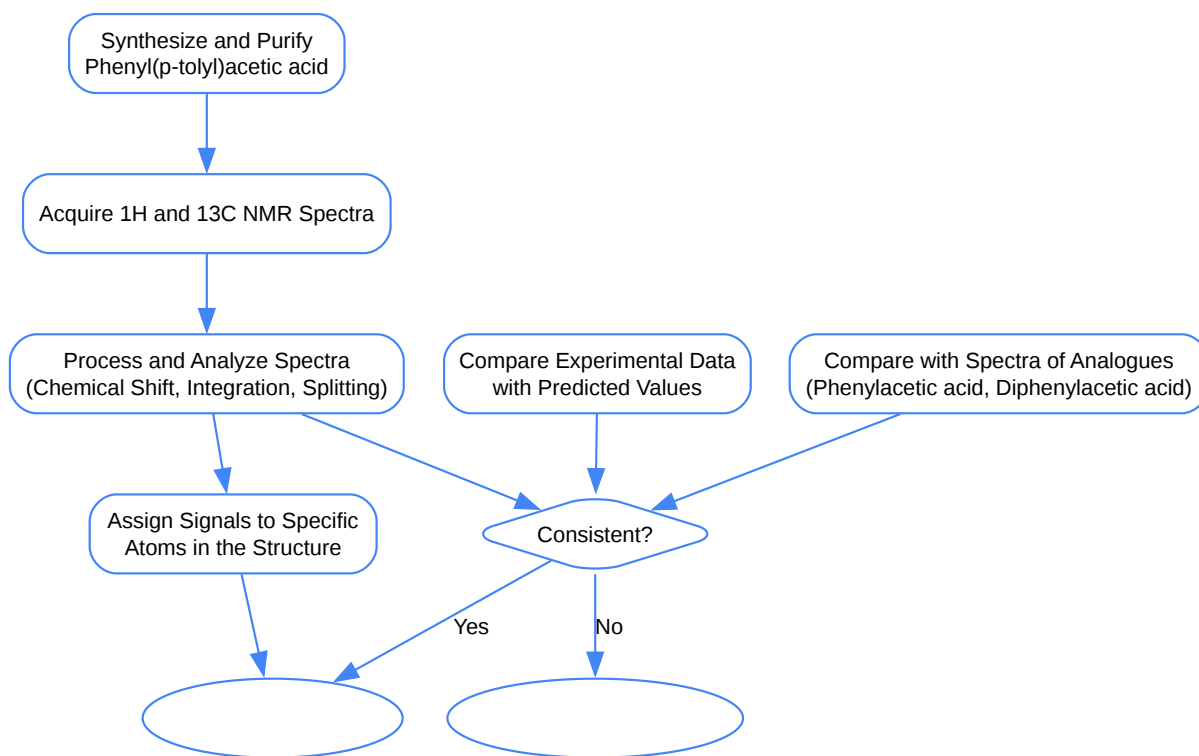 Synthesize and Purify
Phenyl(p-tolyl)acetic acid
Acquire 1H and 13C NMR Spectra
Process and Analyze Spectra
(Chemical Shift, Integration, Splitting)
Compare Experimental Data
with Predicted Values
Compare with Spectra of Analogues
(Phenylacetic acid, Diphenylacetic acid)
Assign Signals to Specific
Atoms in the Structure
Consistent?
Yes
No